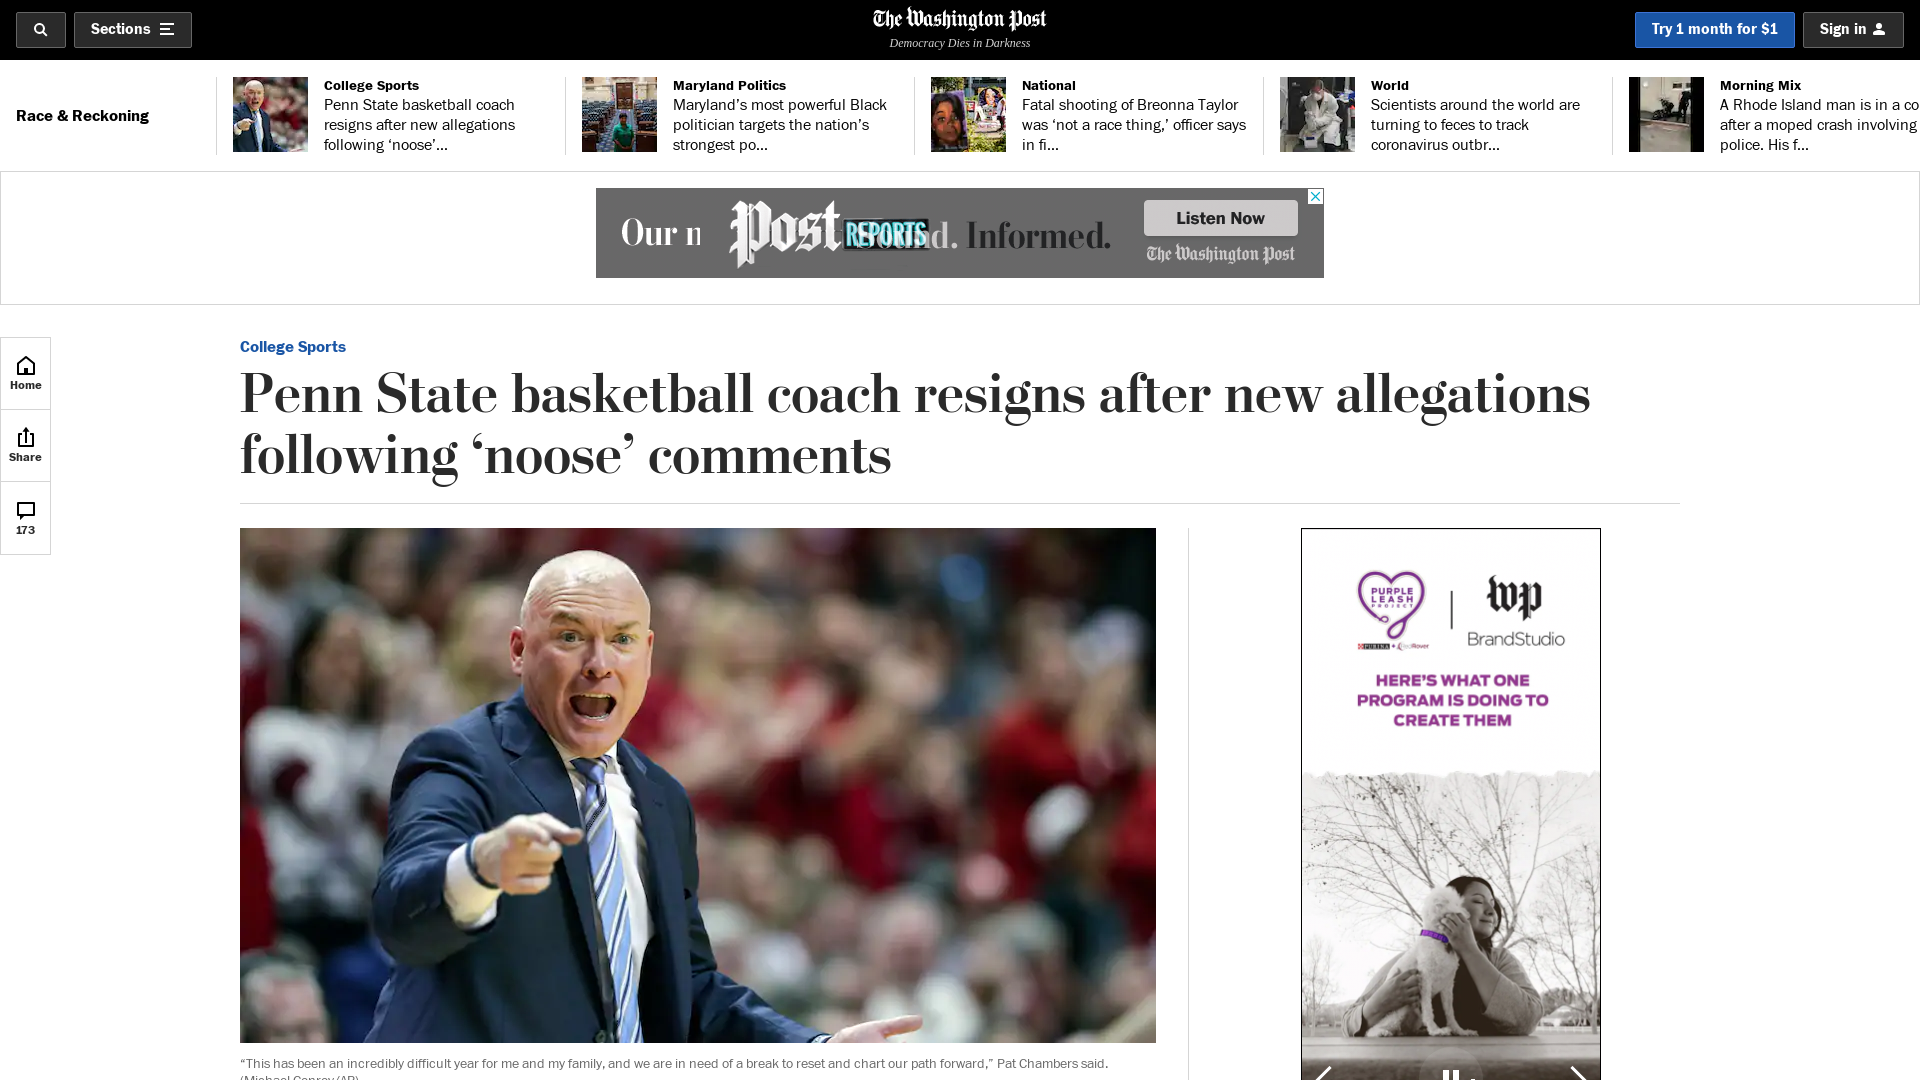 Sections
The Washington Post
Democracy Dies in Darkness
Try 1 month for $1
Sign in
Race & Reckoning
College Sports
Penn State basketball coach
resigns after new allegations
following ‘noose’...
Maryland Politics
Maryland’s most powerful Black
politician targets the nation’s
strongest po...
National
Fatal shooting of Breonna Taylor
was ‘not a race thing,’ officer says
in fi...
World
Scientists around the world are
turning to feces to track
coronavirus outbr...
Morning Mix
A Rhode Island man is in a co
after a moped crash involving
police. His f...
Our n
Post REPORTS
Informed.
Listen Now
The Washington Post
Home
Share
173
College Sports
Penn State basketball coach resigns after new allegations
following ‘noose’ comments
PURPLE
LEASH
PROJECT
PURINA
wp
BrandStudio
HERE’S WHAT ONE
PROGRAM IS DOING TO
CREATE THEM
“This has been an incredibly difficult year for me and my family, and we are in need of a break to reset and chart our path forward,” Pat Chambers said.